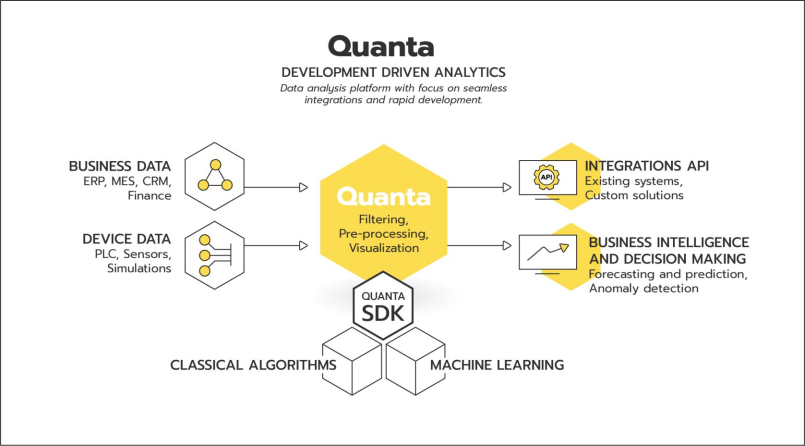 Quanta
DEVELOPMENT DRIVEN ANALYTICS
Data analysis platform with focus on seamless
integrations and rapid development.
BUSINESS DATA
ERP, MES, CRM,
Finance
DEVICE DATA
PLC, Sensors,
Simulations
Quanta
Filtering,
Pre-processing,
Visualization
QUANTA
SDK
CLASSICAL ALGORITHMS
MACHINE LEARNING
API
INTEGRATIONS API
Existing systems,
Custom solutions
BUSINESS INTELLIGENCE
AND DECISION MAKING
Forecasting and prediction,
Anomaly detection